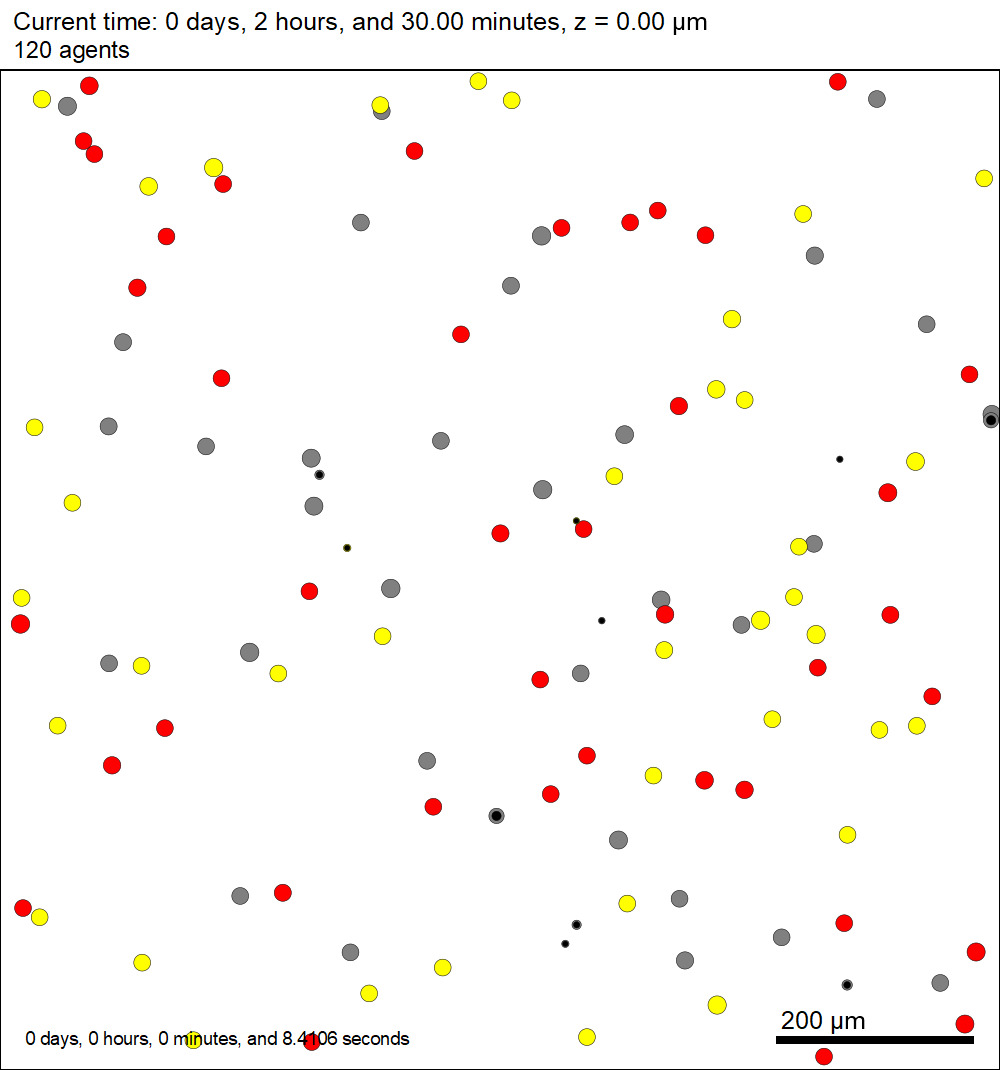 Current time: 0 days, 2 hours, and 30.00 minutes, z = 0.00 µm
120 agents
200 µm
0 days, 0 hours, 0 minutes, and 8.4106 seconds